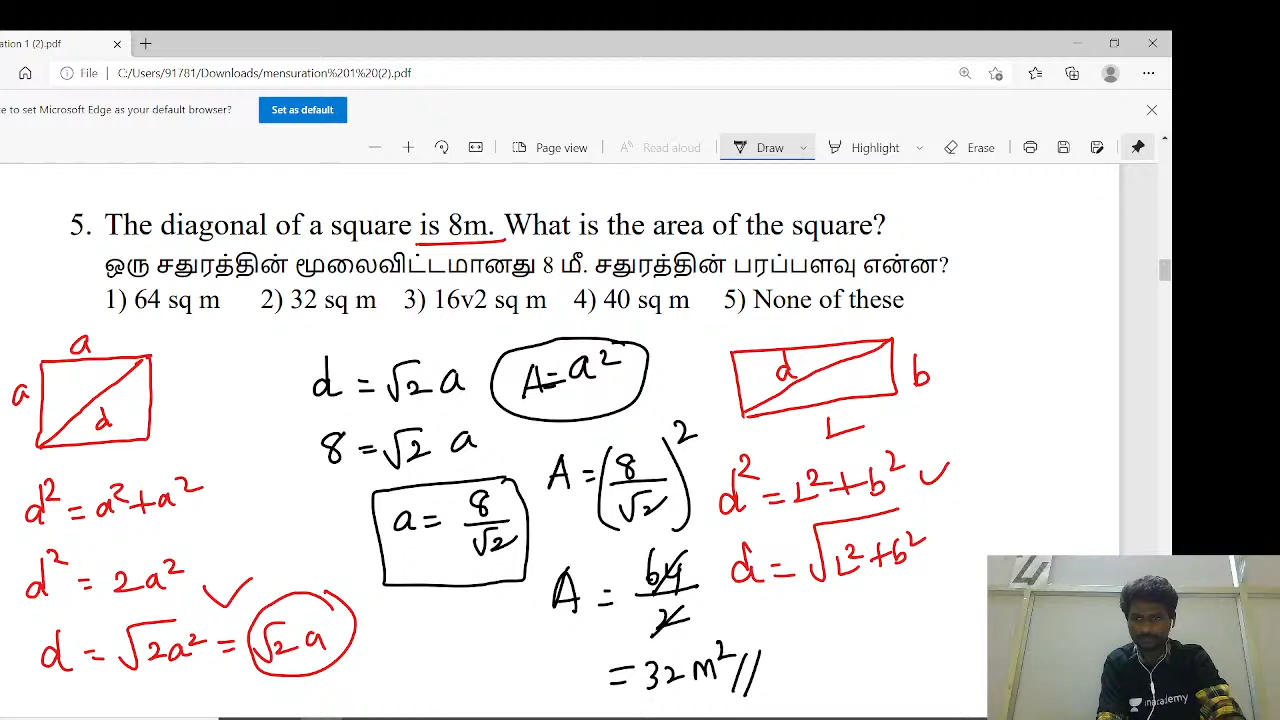 ation 1 (2).pdf
File C:/Users/91781/Downloads/mensuration%201%20(2).pdf
e to set Microsoft Edge as your default browser? Set as default
Page view Read aloud Draw Highlight Erase
5. The diagonal of a square is 8m. What is the area of the square?
ஒரு சதுரத்தின் மூலைவிட்டமானது 8 மீ. சதுரத்தின் பரப்பளவு என்ன?
1) 64 sq m 2) 32 sq m 3) 16v2 sq m 4) 40 sq m 5) None of these
a
a
d
d² = a² + a²
d² = 2a²
d = √2a² = √2 a
d = √2 a
8 = √2 a
a = 8/√2
A = a²
A = (8/√2)²
A = 64/2
= 32 m² //
d
b
L
d² = L² + b²
d = √L² + b²
4